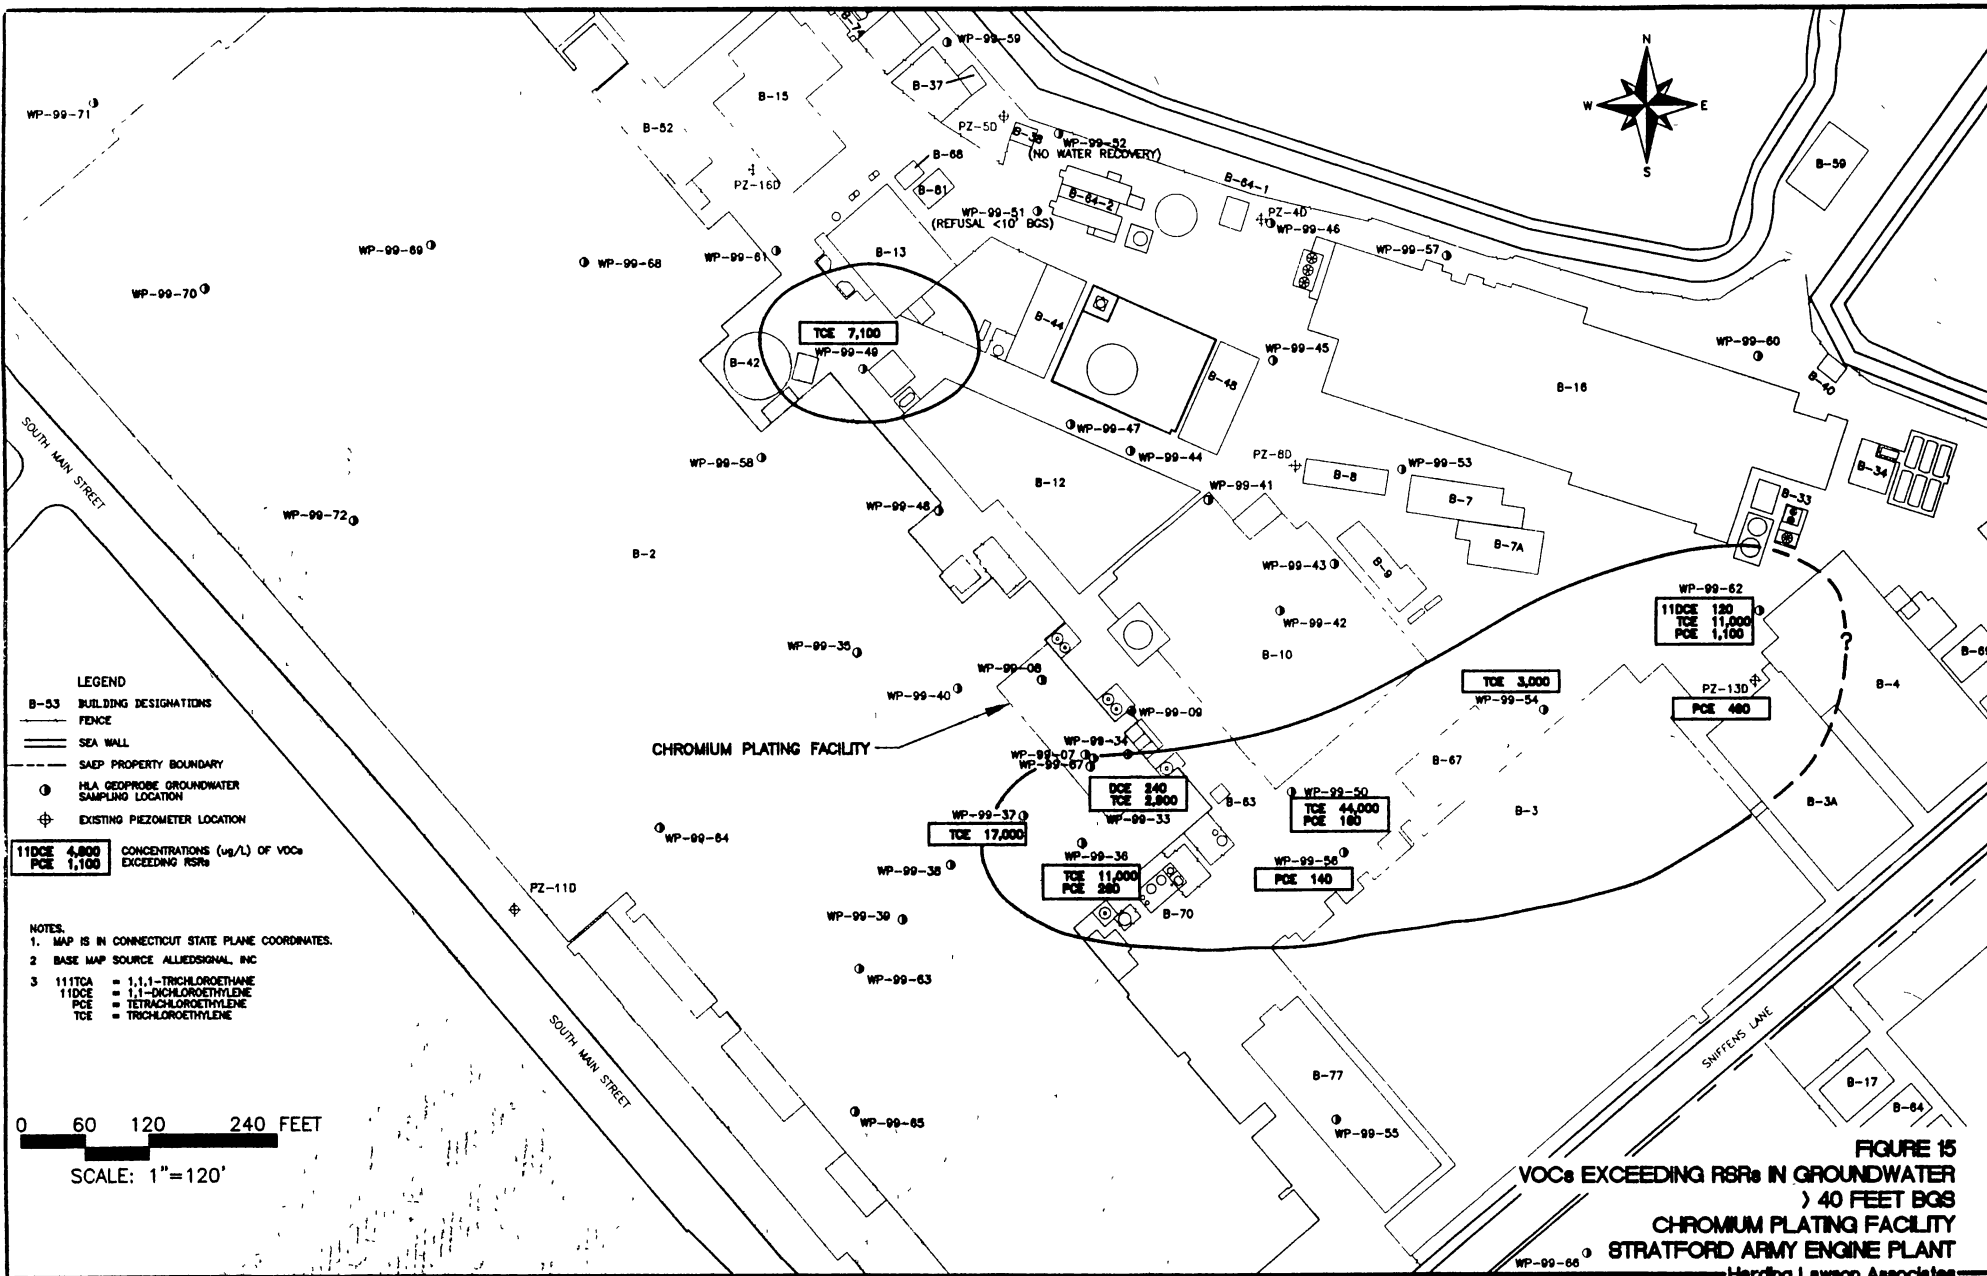 B-7A
WP-99-59
N
W
E
S
B-37
B-15
WP-99-71
B-52
PZ-5D
B-38
WP-99-52
(NO WATER RECOVERY)
B-59
B-68
PZ-16D
B-61
B-64-2
B-64-1
WP-99-51
(REFUSAL <10' BGS)
PZ-4D
WP-99-46
WP-99-69
WP-99-68
WP-99-61
B-13
WP-99-57
WP-99-70
TCE 7,100
WP-99-49
B-44
B-42
WP-99-45
WP-99-60
B-48
B-16
B-40
SOUTH MAIN STREET
WP-99-47
WP-99-58
WP-99-44
PZ-8D
B-8
WP-99-53
B-34
B-12
WP-99-41
B-7
B-33
WP-99-48
WP-99-72
B-2
B-7A
WP-99-43
B-9
WP-99-62
11DCE 120
TCE 11,000
PCE 1,100
WP-99-42
?
WP-99-35
B-10
B-69
WP-99-08
TCE 3,000
WP-99-54
PZ-13D
PCE 460
B-4
WP-99-40
WP-99-09
CHROMIUM PLATING FACILITY
WP-99-34
WP-99-07
WP-99-67
B-67
DCE 240
TCE 2,900
WP-99-33
B-63
WP-99-50
TCE 44,000
PCE 160
B-3
B-3A
WP-99-37
TCE 17,000
WP-99-64
WP-99-36
TCE 11,000
PCE 260
WP-99-56
PCE 140
WP-99-38
PZ-11D
B-70
WP-99-39
WP-99-63
SOUTH MAIN STREET
SNIFFENS LANE
B-77
B-17
B-64
WP-99-65
WP-99-55
WP-99-66
LEGEND
B-53 BUILDING DESIGNATIONS
FENCE
SEA WALL
SAEP PROPERTY BOUNDARY
HLA GEOPROBE GROUNDWATER
SAMPLING LOCATION
EXISTING PIEZOMETER LOCATION
11DCE 4,800
PCE 1,100
CONCENTRATIONS (ug/L) OF VOCs
EXCEEDING RSRs
NOTES.
1. MAP IS IN CONNECTICUT STATE PLANE COORDINATES.
2 BASE MAP SOURCE ALLIEDSIGNAL, INC
3 111TCA = 1,1,1-TRICHLOROETHANE
11DCE = 1,1-DICHLOROETHYLENE
PCE = TETRACHLOROETHYLENE
TCE = TRICHLOROETHYLENE
0 60 120 240 FEET
SCALE: 1"=120'
FIGURE 15
VOCs EXCEEDING RSRs IN GROUNDWATER
> 40 FEET BGS
CHROMIUM PLATING FACILITY
STRATFORD ARMY ENGINE PLANT
Harding Lawson Associates